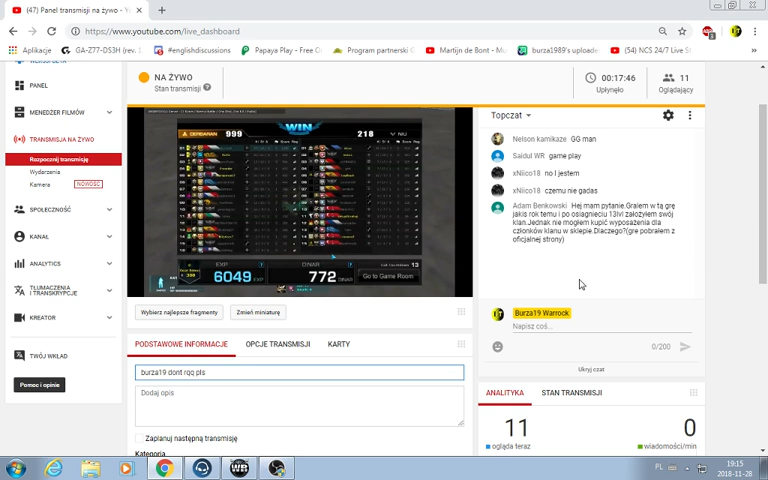 (47) Panel transmisji na żywo - Y
https://www.youtube.com/live_dashboard
Aplikacje
GA-Z77-DS3H (rev.
#englishdiscussions
Papaya Play - Free O
Program partnerski
Martijn de Bont - M
burza1989's uploade
(54) NCS 24/7 Live S
NA ŻYWO
Stan transmisji
00:17:46
Upłynęło
11
Oglądający
PANEL
MENEDŻER FILMÓW
TRANSMISJA NA ŻYWO
Rozpocznij transmisję
Wydarzenia
Kamera
NOWOŚĆ
SPOŁECZNOŚĆ
KANAŁ
ANALYTICS
TŁUMACZENIA
I TRANSKRYPCJE
KREATOR
TWÓJ WKŁAD
Pomoc i opinie
DERBARAN 999
WIN
218 NIU
EXP
6049 EXP
DINAR
772 DINAR
13
Go to Game Room
Topczat
Nelson kamikaze GG man
Saidul WR game play
xNiico18 no I jestem
xNiico18 czemu nie gadas
Adam Benkowski Hej mam pytanie.Grałem w tą grę
jakis rok temu i po osiagnieciu 13lvl założyłem swój
klan.Jednak nie mogłem kupić wyposażenia dla
członków klanu w sklepie.Dlaczego?(gre pobrałem z
oficjalnej strony)
Burza19 Warrock
Napisz coś...
0/200
Ukryj czat
Wybierz najlepsze fragmenty
Zmień miniaturę
PODSTAWOWE INFORMACJE
OPCJE TRANSMISJI
KARTY
burza19 dont rqq pls
Dodaj opis
Zaplanuj następną transmisję
Kategoria
ANALITYKA
STAN TRANSMISJI
11
ogląda teraz
0
wiadomości/min
PL
19:15
2018-11-28